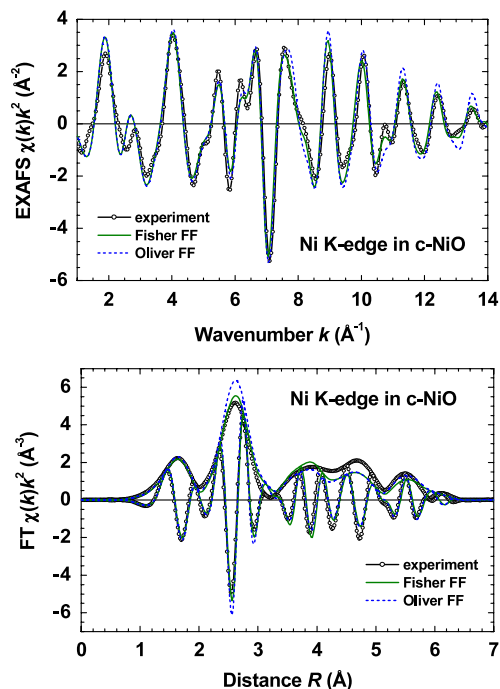 EXAFS χ(k)k² (Å⁻²)
4
2
0
-2
-4
-6
experiment
Fisher FF
Oliver FF
Ni K-edge in c-NiO
2 4 6 8 10 12 14
Wavenumber k (Å⁻¹)
FT χ(k)k² (Å⁻³)
6
4
2
0
-2
-4
-6
Ni K-edge in c-NiO
experiment
Fisher FF
Oliver FF
0 1 2 3 4 5 6 7
Distance R (Å)